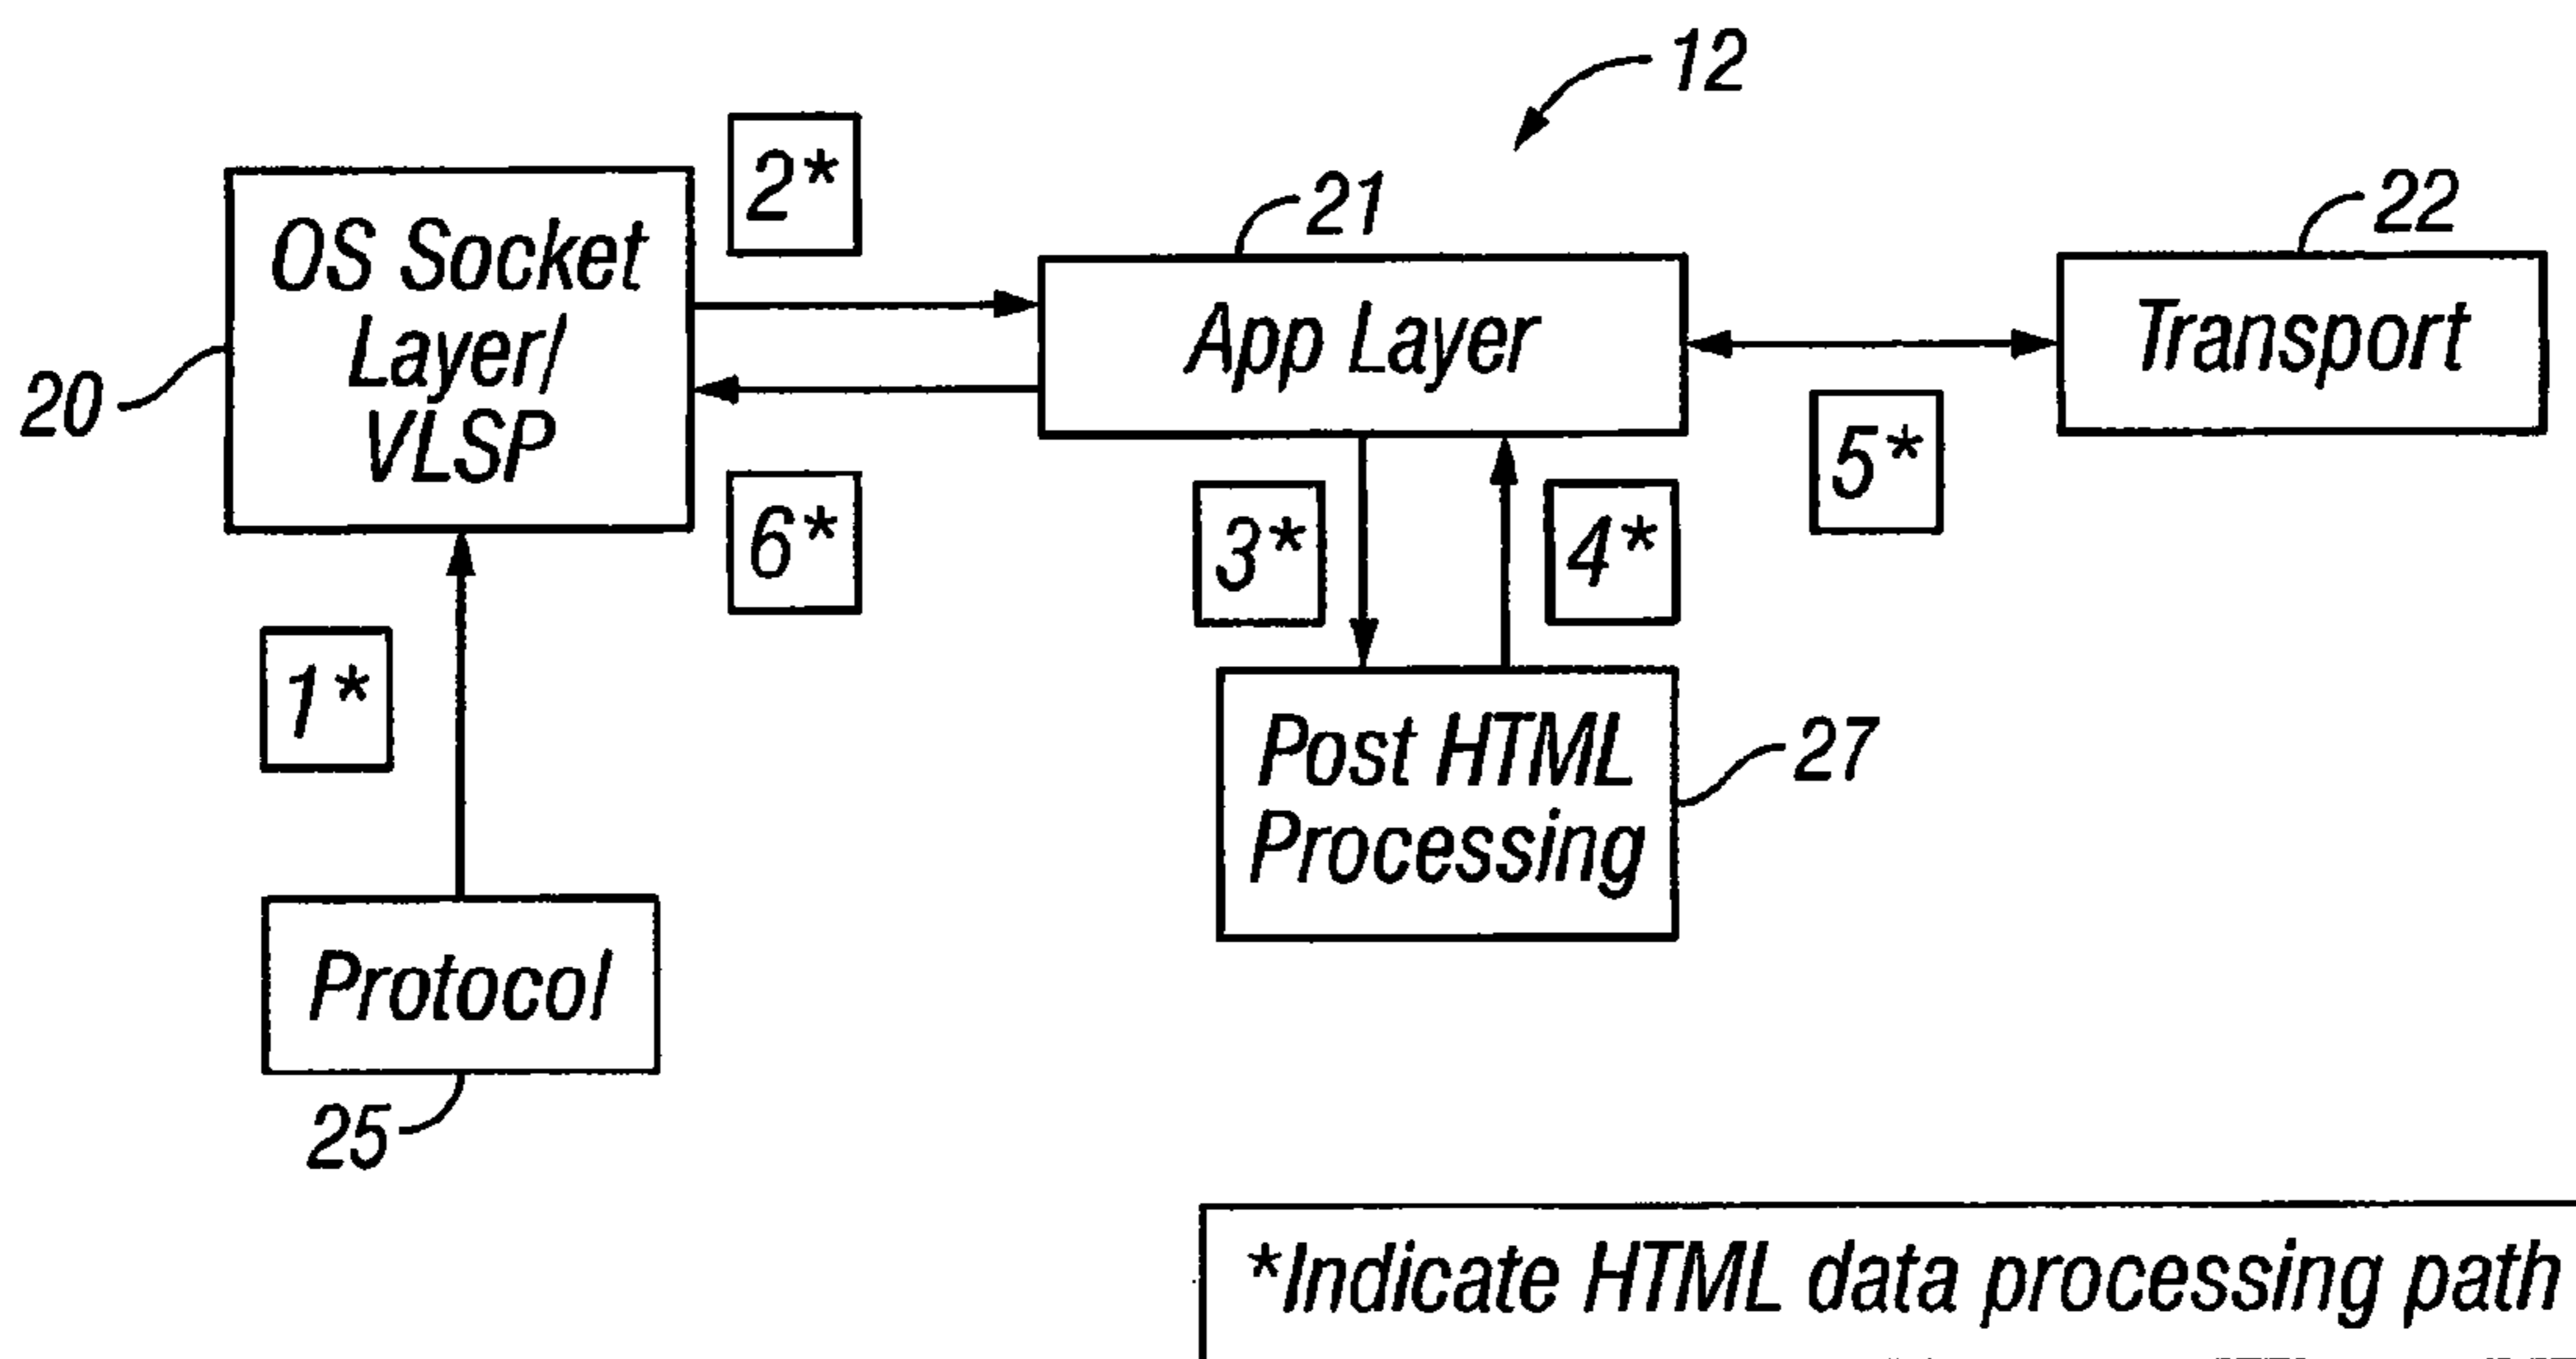 12
2*
21
22
OS Socket
Layer/
VLSP
App Layer
Transport
20
5*
6*
3*
4*
1*
Post HTML
Processing
27
Protocol
25
*Indicate HTML data processing path